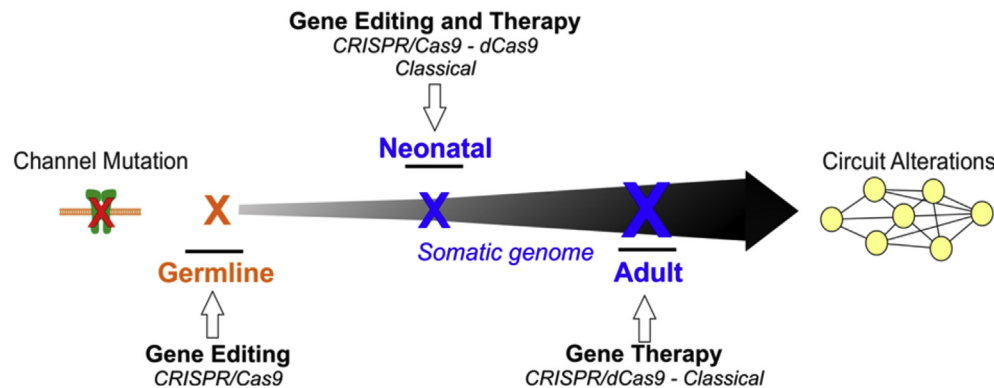 Gene Editing and Therapy
CRISPR/Cas9 - dCas9
Classical
Neonatal
Channel Mutation
Circuit Alterations
X
X
X
X
Somatic genome
Germline
Adult
Gene Editing
CRISPR/Cas9
Gene Therapy
CRISPR/dCas9 - Classical